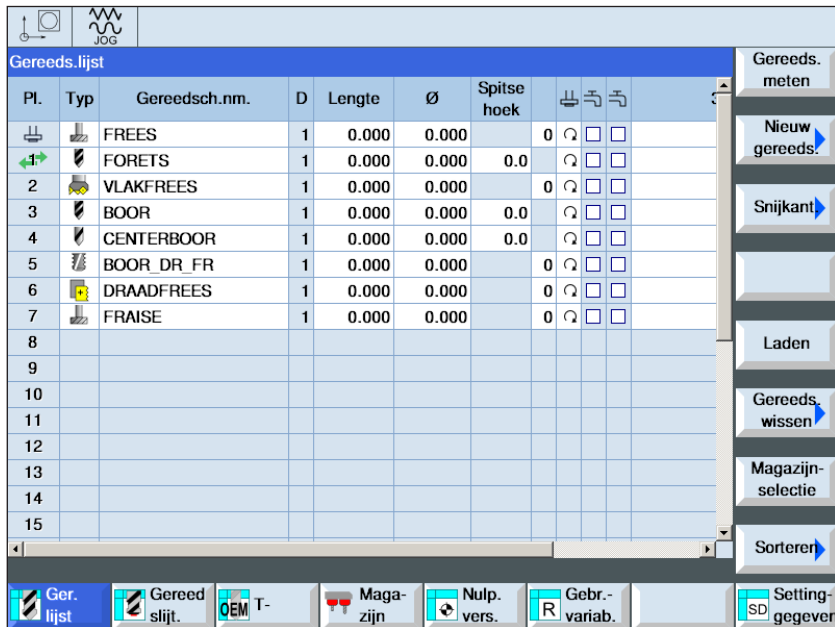 JOG
Gereeds.lijst
Pl. Typ Gereedsch.nm. D Lengte Ø Spitse hoek
FREES 1 0.000 0.000 0
1 FORETS 1 0.000 0.000 0.0
2 VLAKFREES 1 0.000 0.000 0
3 BOOR 1 0.000 0.000 0.0
4 CENTERBOOR 1 0.000 0.000 0.0
5 BOOR_DR_FR 1 0.000 0.000 0
6 DRAADFREES 1 0.000 0.000 0
7 FRAISE 1 0.000 0.000 0
8
9
10
11
12
13
14
15
Gereeds.
meten
Nieuw
gereeds.
Snijkant
Laden
Gereeds.
wissen
Magazijn-
selectie
Sorteren
Ger.
lijst
Gereed
slijt.
OEM T-
Maga-
zijn
Nulp.
vers.
R Gebr.-
variab.
SD Setting-
gegeven